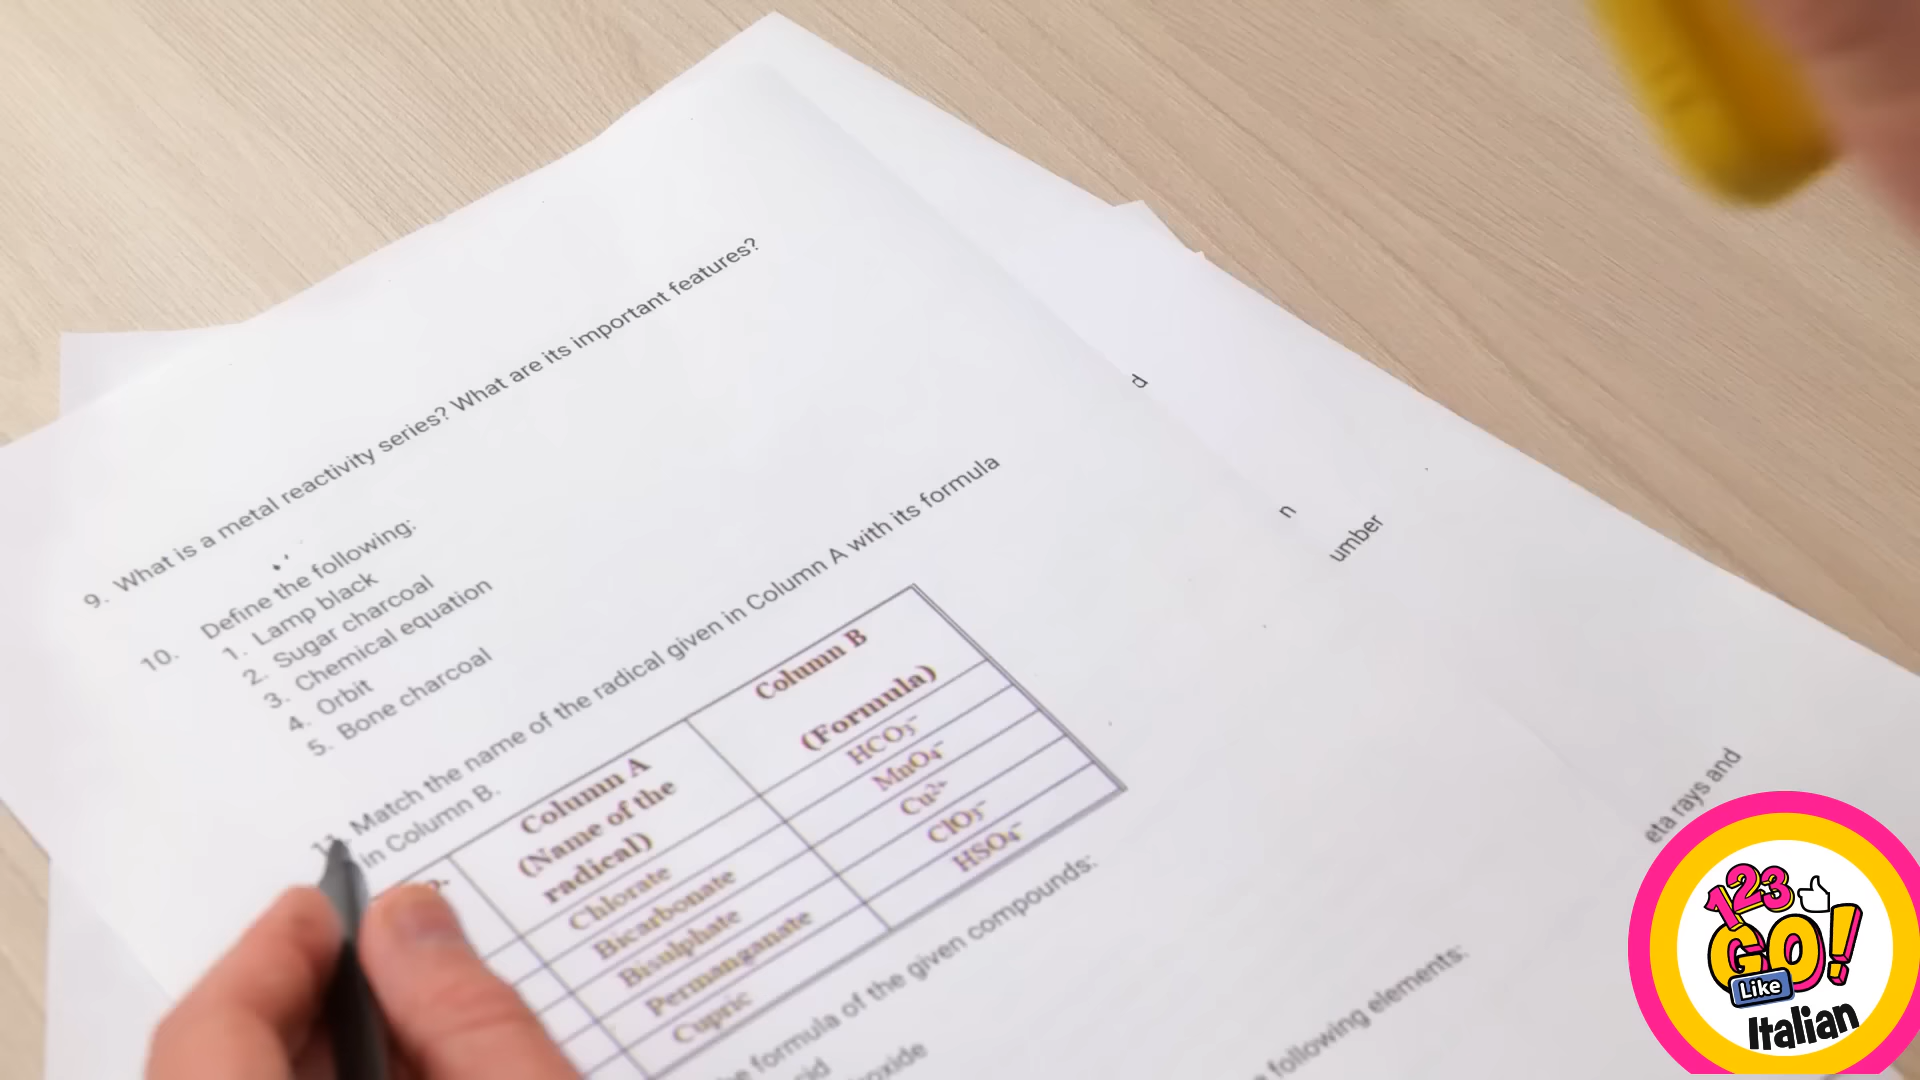 9. What is a metal reactivity series? What are its important features?
10. Define the following:
1. Lamp black
2. Sugar charcoal
3. Chemical equation
4. Orbit
5. Bone charcoal
11. Match the name of the radical given in Column A with its formula
in Column B.
Column A
(Name of the
radical)
Column B
(Formula)
Chlorate
HCO₃⁻
Bicarbonate
MnO₄⁻
Bisulphate
Cu²⁺
Permanganate
ClO₃⁻
Cupric
HSO₄⁻
formula of the given compounds:
following elements:
d
n
umber
eta rays and
123
GO!
Like
Italian